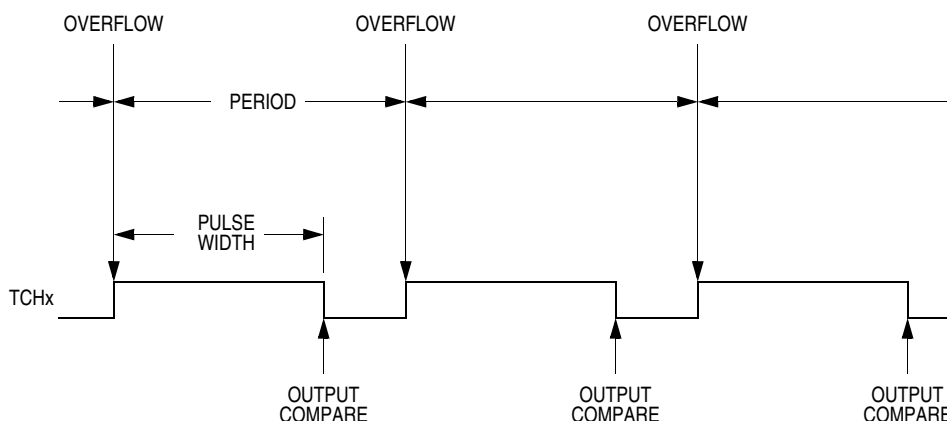 OVERFLOW OVERFLOW OVERFLOW
PERIOD
PULSE
WIDTH
TCHx
OUTPUT
COMPARE
OUTPUT
COMPARE
OUTPUT
COMPARE